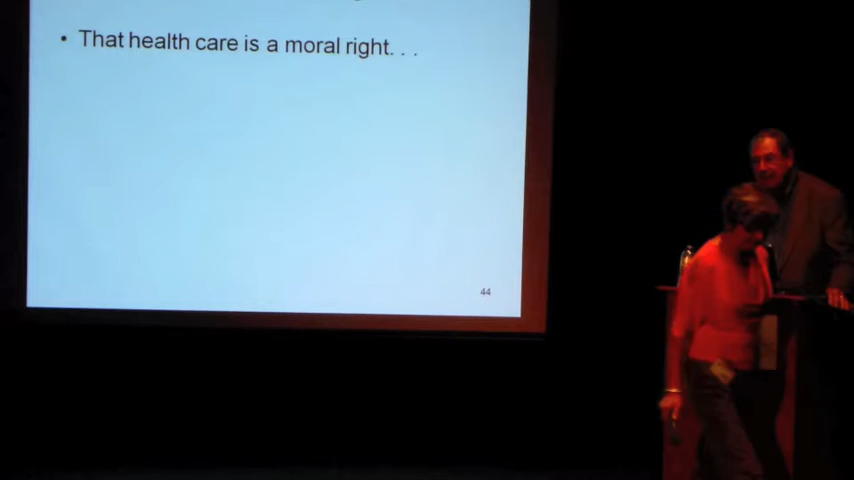 • That health care is a moral right. . .
44